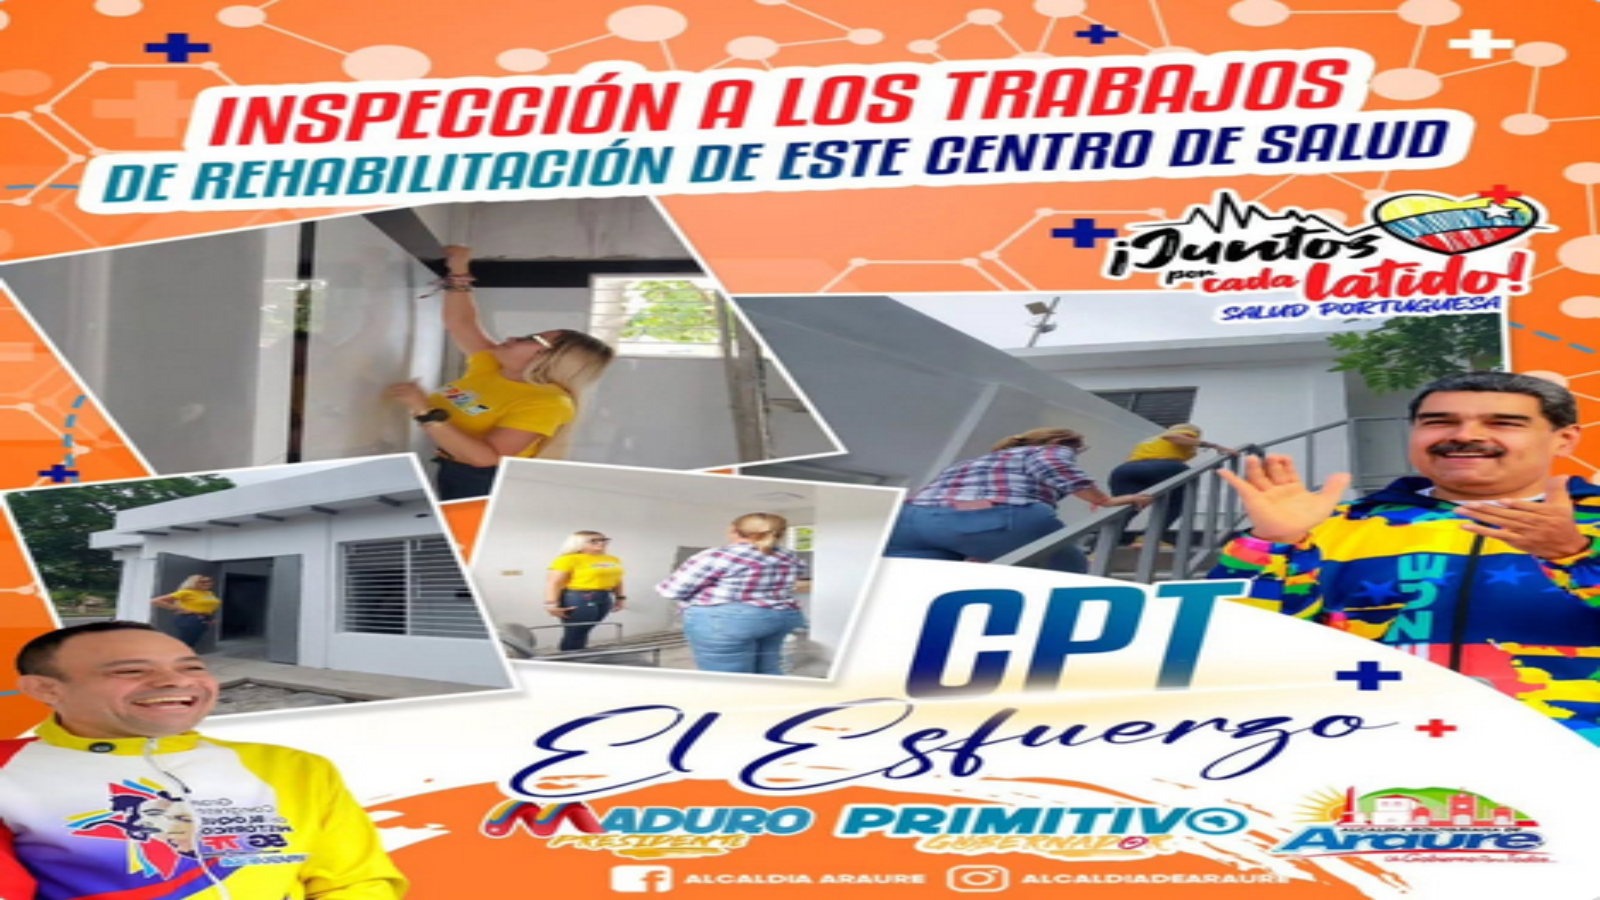 INSPECCIÓN A LOS TRABAJOS
DE REHABILITACIÓN DE ESTE CENTRO DE SALUD
¡Juntos
por cada latido!
SALUD PORTUGUESA
CPT
El Esfuerzo
MADURO
PRESIDENTE
PRIMITIVO
GOBERNADOR
Araure
ALCALDIA ARAURE
ALCALDIADEARAURE